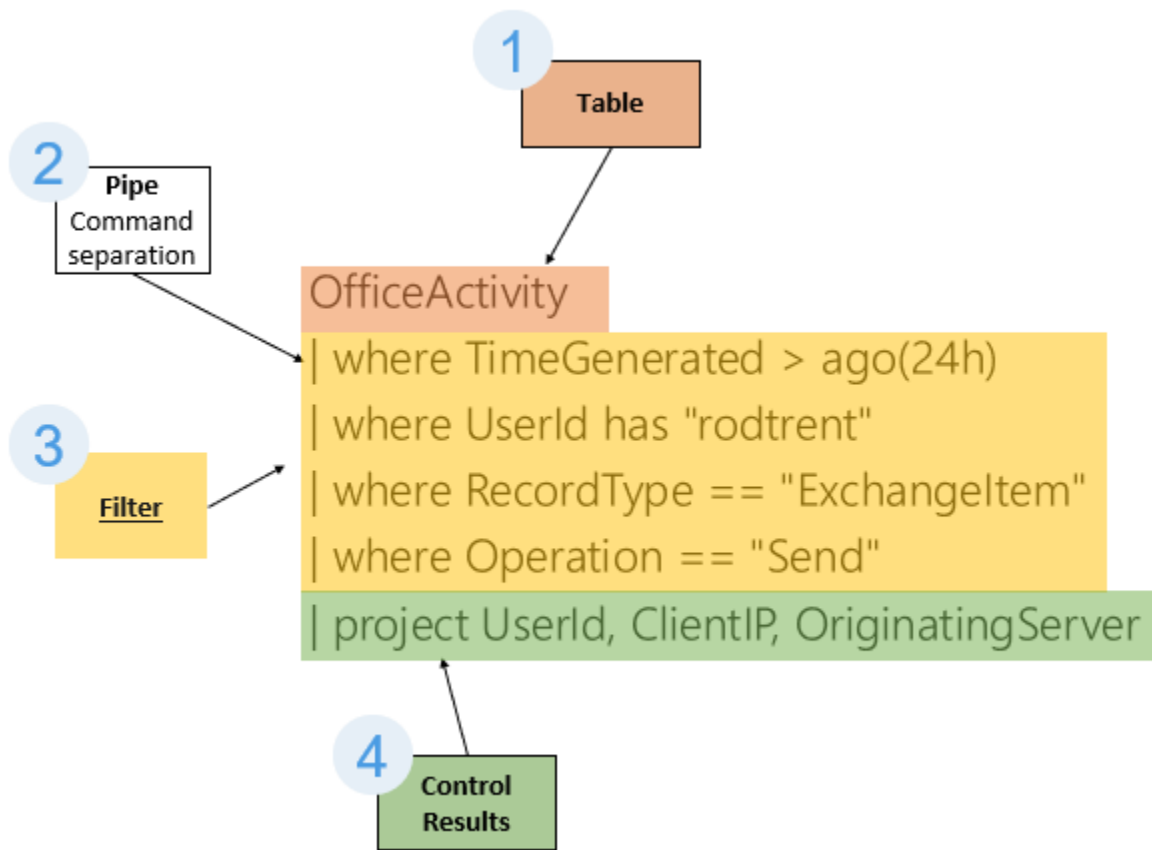 1
Table
2
Pipe
Command
separation
OfficeActivity
| where TimeGenerated > ago(24h)
| where UserId has "rodtrent"
3
Filter
| where RecordType == "ExchangeItem"
| where Operation == "Send"
| project UserId, ClientIP, OriginatingServer
4
Control
Results